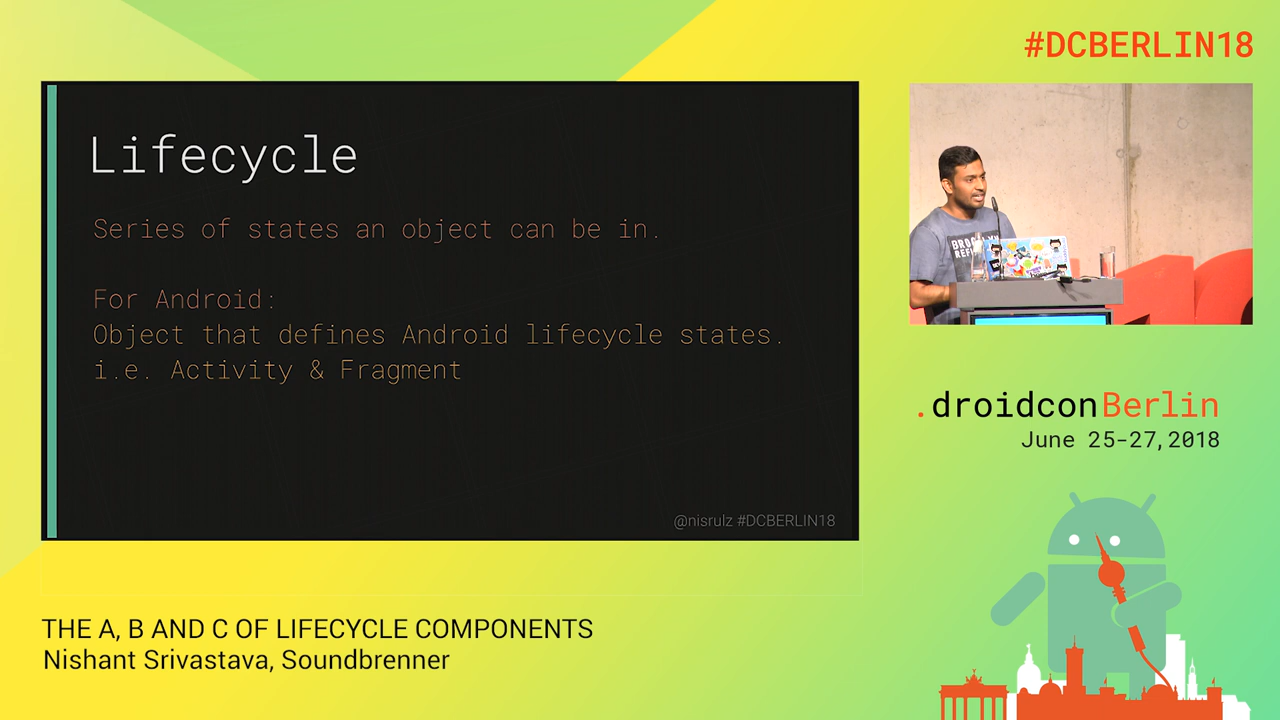 #DCBERLIN18
Lifecycle
Series of states an object can be in.
For Android:
Object that defines Android lifecycle states.
i.e. Activity & Fragment
@nisrulz #DCBERLIN18
.droidconBerlin
June 25-27, 2018
THE A, B AND C OF LIFECYCLE COMPONENTS
Nishant Srivastava, Soundbrenner